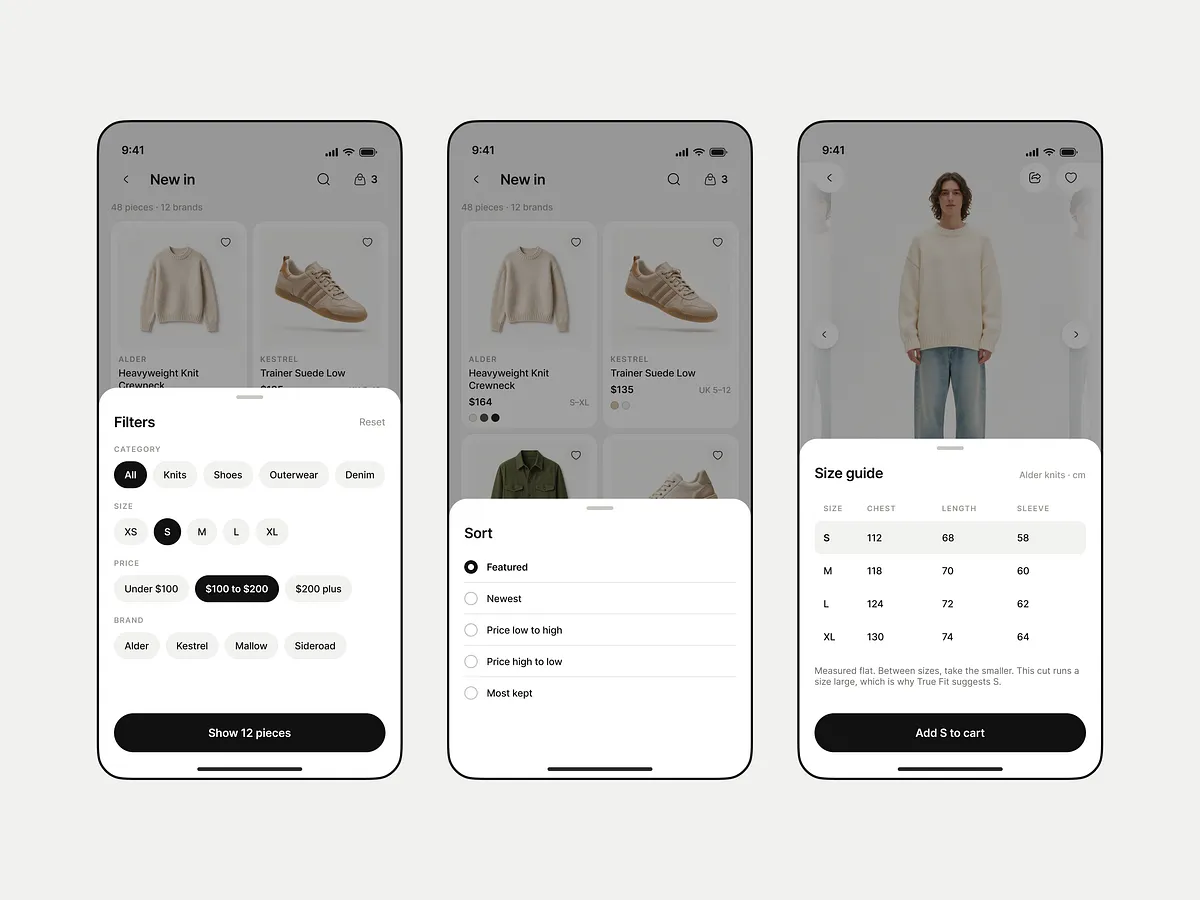 9:41
New in
3
48 pieces · 12 brands
ALDER
Heavyweight Knit
Crewneck
KESTREL
Trainer Suede Low
Filters
Reset
CATEGORY
All Knits Shoes Outerwear Denim
SIZE
XS S M L XL
PRICE
Under $100 $100 to $200 $200 plus
BRAND
Alder Kestrel Mallow Sideroad
Show 12 pieces
9:41
New in
3
48 pieces · 12 brands
ALDER
Heavyweight Knit
Crewneck
$164 S–XL
KESTREL
Trainer Suede Low
$135 UK 5–12
Sort
Featured
Newest
Price low to high
Price high to low
Most kept
9:41
Size guide
Alder knits · cm
SIZE CHEST LENGTH SLEEVE
S 112 68 58
M 118 70 60
L 124 72 62
XL 130 74 64
Measured flat. Between sizes, take the smaller. This cut runs a
size large, which is why True Fit suggests S.
Add S to cart